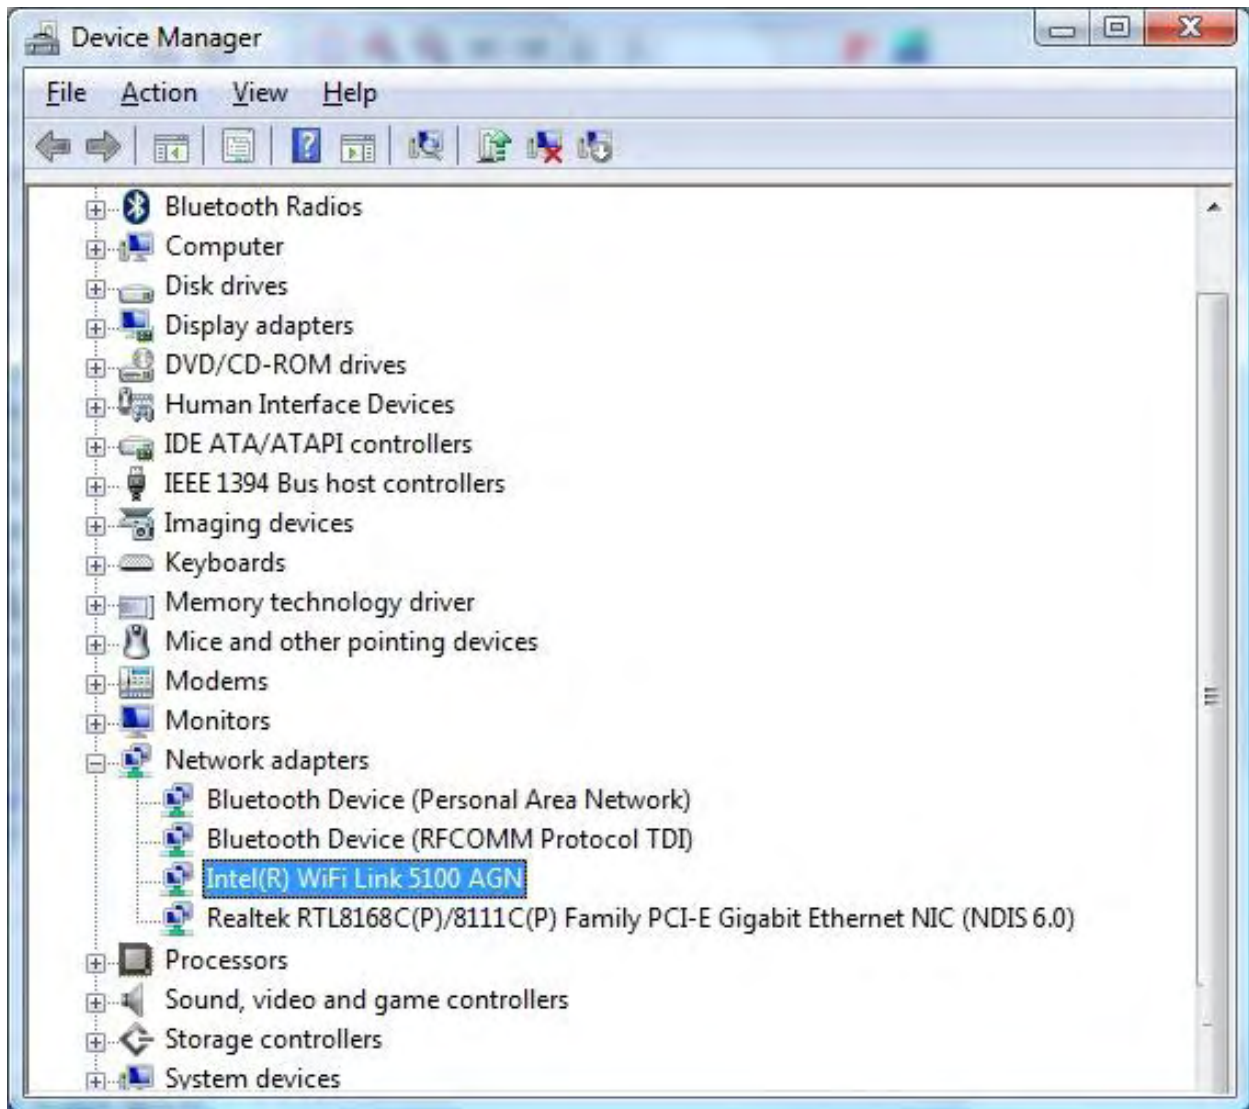 Device Manager
File Action View Help
Bluetooth Radios
Computer
Disk drives
Display adapters
DVD/CD-ROM drives
Human Interface Devices
IDE ATA/ATAPI controllers
IEEE 1394 Bus host controllers
Imaging devices
Keyboards
Memory technology driver
Mice and other pointing devices
Modems
Monitors
Network adapters
Bluetooth Device (Personal Area Network)
Bluetooth Device (RFCOMM Protocol TDI)
Intel(R) WiFi Link 5100 AGN
Realtek RTL8168C(P)/8111C(P) Family PCI-E Gigabit Ethernet NIC (NDIS 6.0)
Processors
Sound, video and game controllers
Storage controllers
System devices